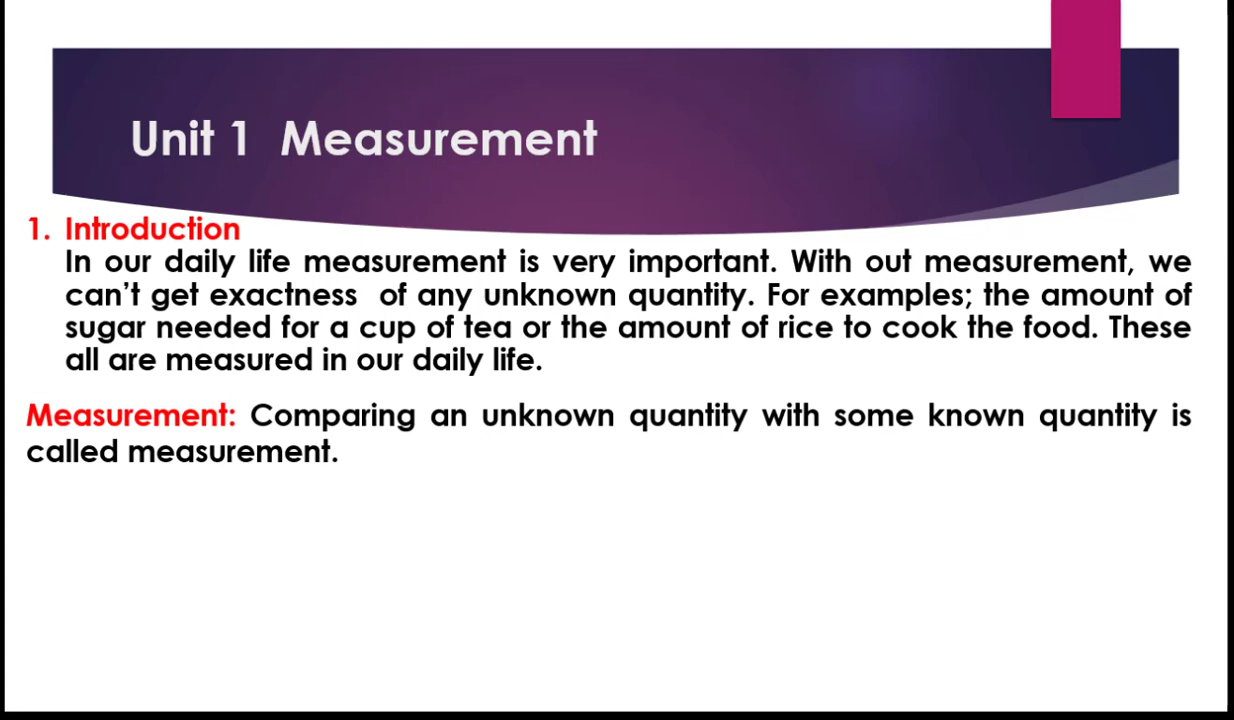 Unit 1  Measurement
1. Introduction
In our daily life measurement is very important. With out measurement, we
can’t get exactness  of any unknown quantity. For examples; the amount of
sugar needed for a cup of tea or the amount of rice to cook the food. These
all are measured in our daily life.
Measurement: Comparing an unknown quantity with some known quantity is
called measurement.